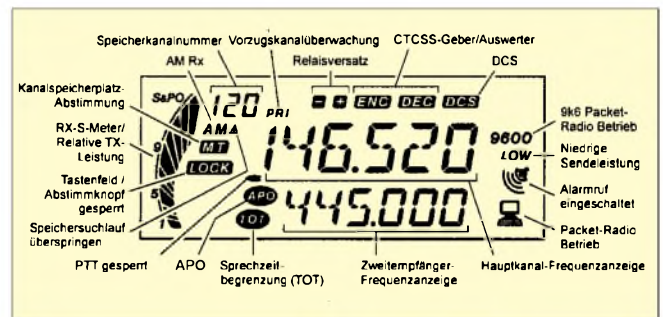 Speicherkanalnummer
Vorzugskanalüberwachung
CTCSS-Geber/Auswerter
AM Rx
Relaisversatz
DCS
Kanalspeicherplatz-
Abstimmung
S&PO
120
PRI
ENC
DEC
DCS
AM
146.520
9600
9k6 Packet-
Radio Betrieb
RX-S-Meter/
Relative TX-
Leistung
9
MT
LOW
Niedrige
Sendeleistung
LOCK
Tastenfeld /
Abstimmknopf
gesperrt
5
APO
445.000
Alarmruf
eingeschaltet
Speichersuchlauf
überspringen
1
TOT
Packet-Radio
Betrieb
PTT gesperrt
APO
Sprechzeit-
begrenzung (TOT)
Zweitempfänger-
Frequenzanzeige
Hauptkanal-Frequenzanzeige